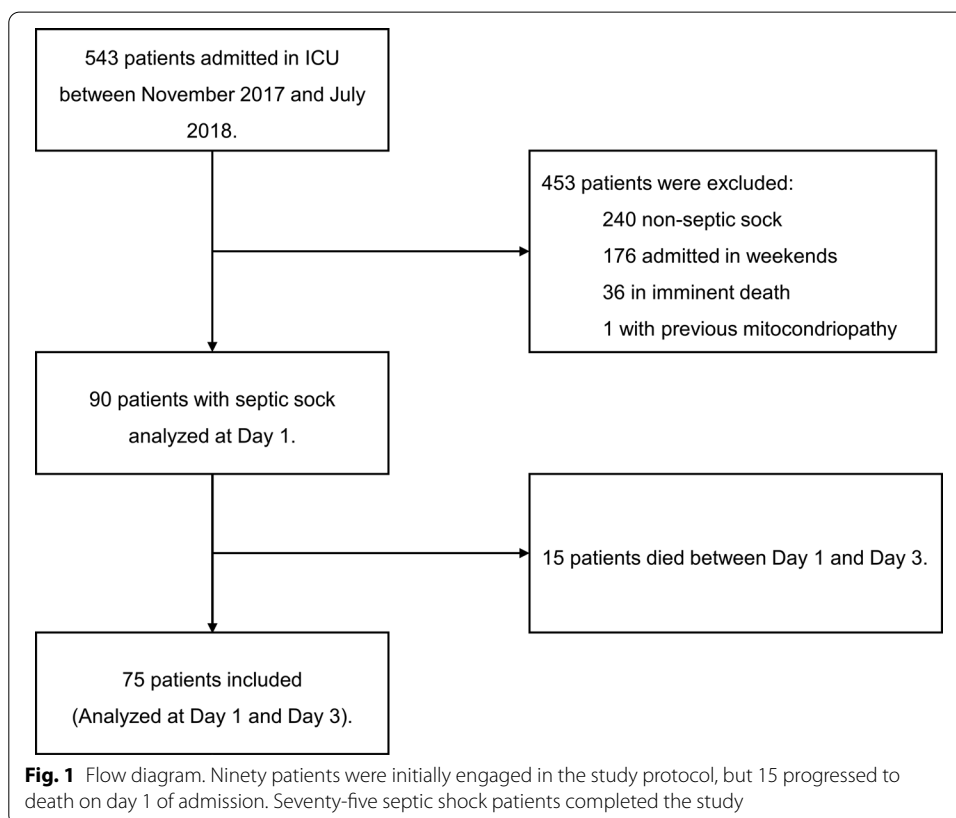 543 patients admitted in ICU
between November 2017 and July
2018.
453 patients were excluded:
240 non-septic sock
176 admitted in weekends
36 in imminent death
1 with previous mitocondriopathy
90 patients with septic sock
analyzed at Day 1.
15 patients died between Day 1 and Day 3.
75 patients included
(Analyzed at Day 1 and Day 3).
Fig. 1 Flow diagram. Ninety patients were initially engaged in the study protocol, but 15 progressed to
death on day 1 of admission. Seventy-five septic shock patients completed the study